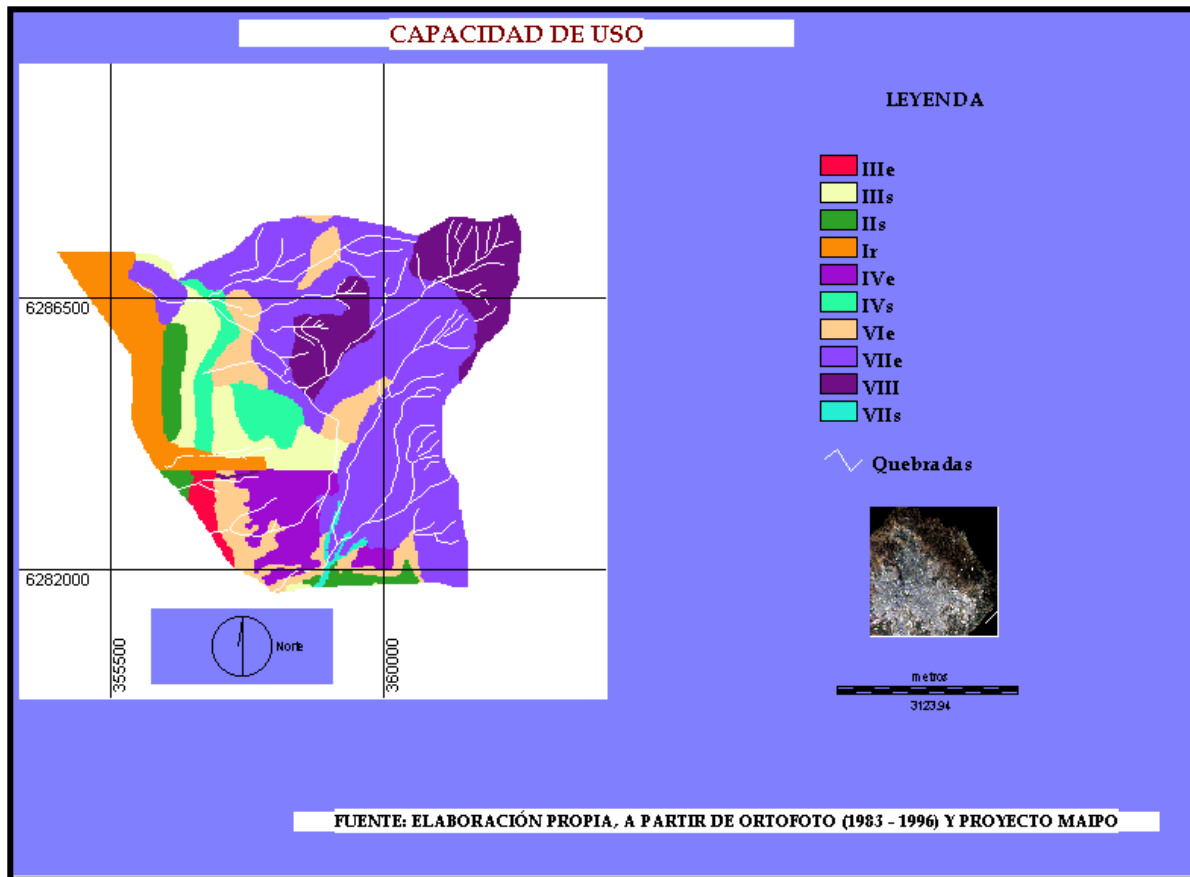 CAPACIDAD DE USO
LEYENDA
IIIe
IIIs
IIs
Ir
IVe
IVs
VIe
VIIe
VIII
VIIs
Quebradas
6286500
6282000
355500
360000
Norte
metros
3123.94
FUENTE: ELABORACIÓN PROPIA, A PARTIR DE ORTOFOTO (1983 - 1996) Y PROYECTO MAIPO